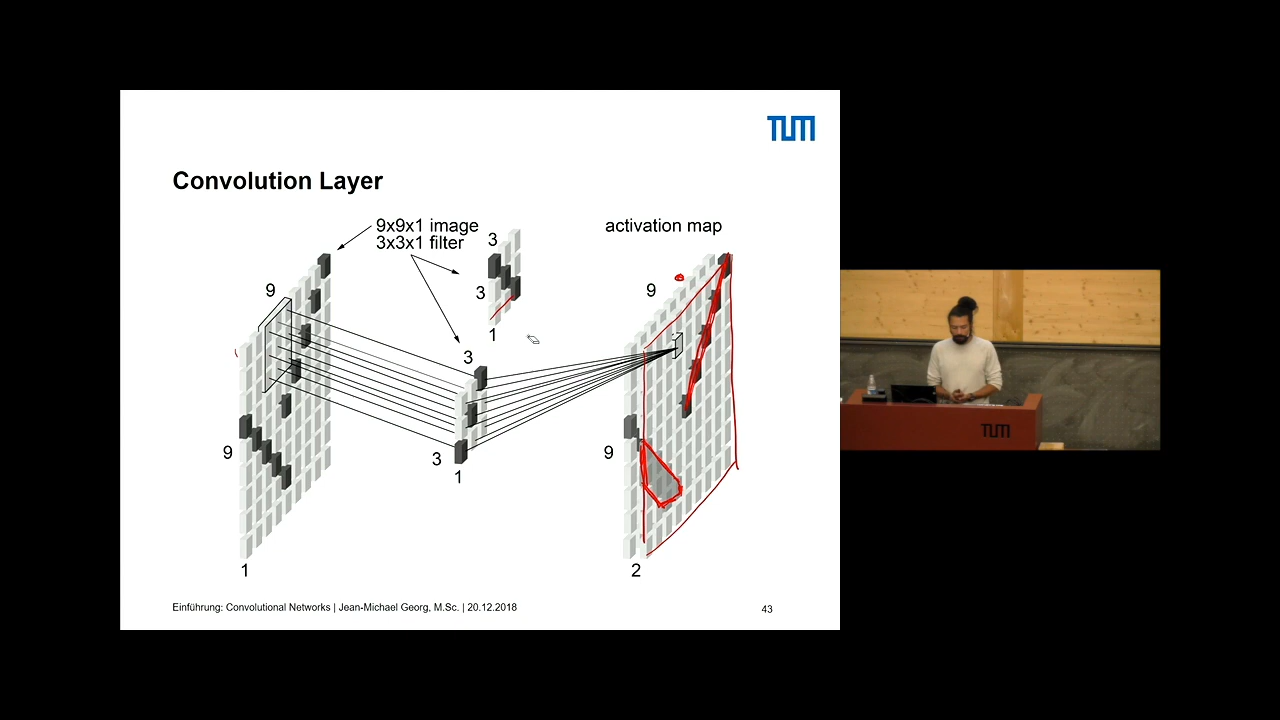 TUM
Convolution Layer
9x9x1 image
3x3x1 filter
3
3
1
activation map
9
9
1
3
3
1
9
9
2
Einführung: Convolutional Networks | Jean-Michael Georg, M.Sc. | 20.12.2018
43
TUM